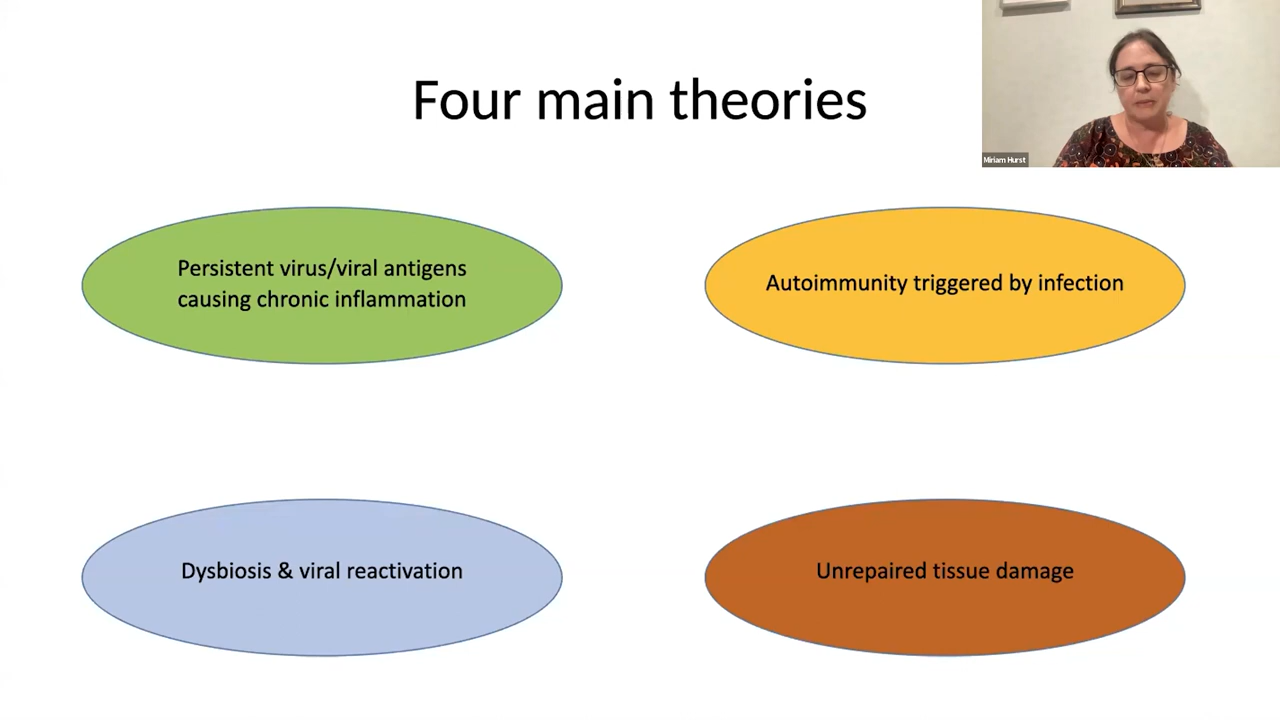 Four main theories
Miriam Hurst
Persistent virus/viral antigens
causing chronic inflammation
Autoimmunity triggered by infection
Dysbiosis & viral reactivation
Unrepaired tissue damage